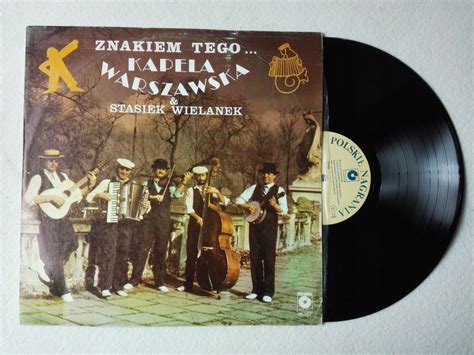 ZNAKIEM TEGO...
KAPELA
WARSZAWSKA
&
STASIEK WIELANEK
POLSKIE NAGRANIA